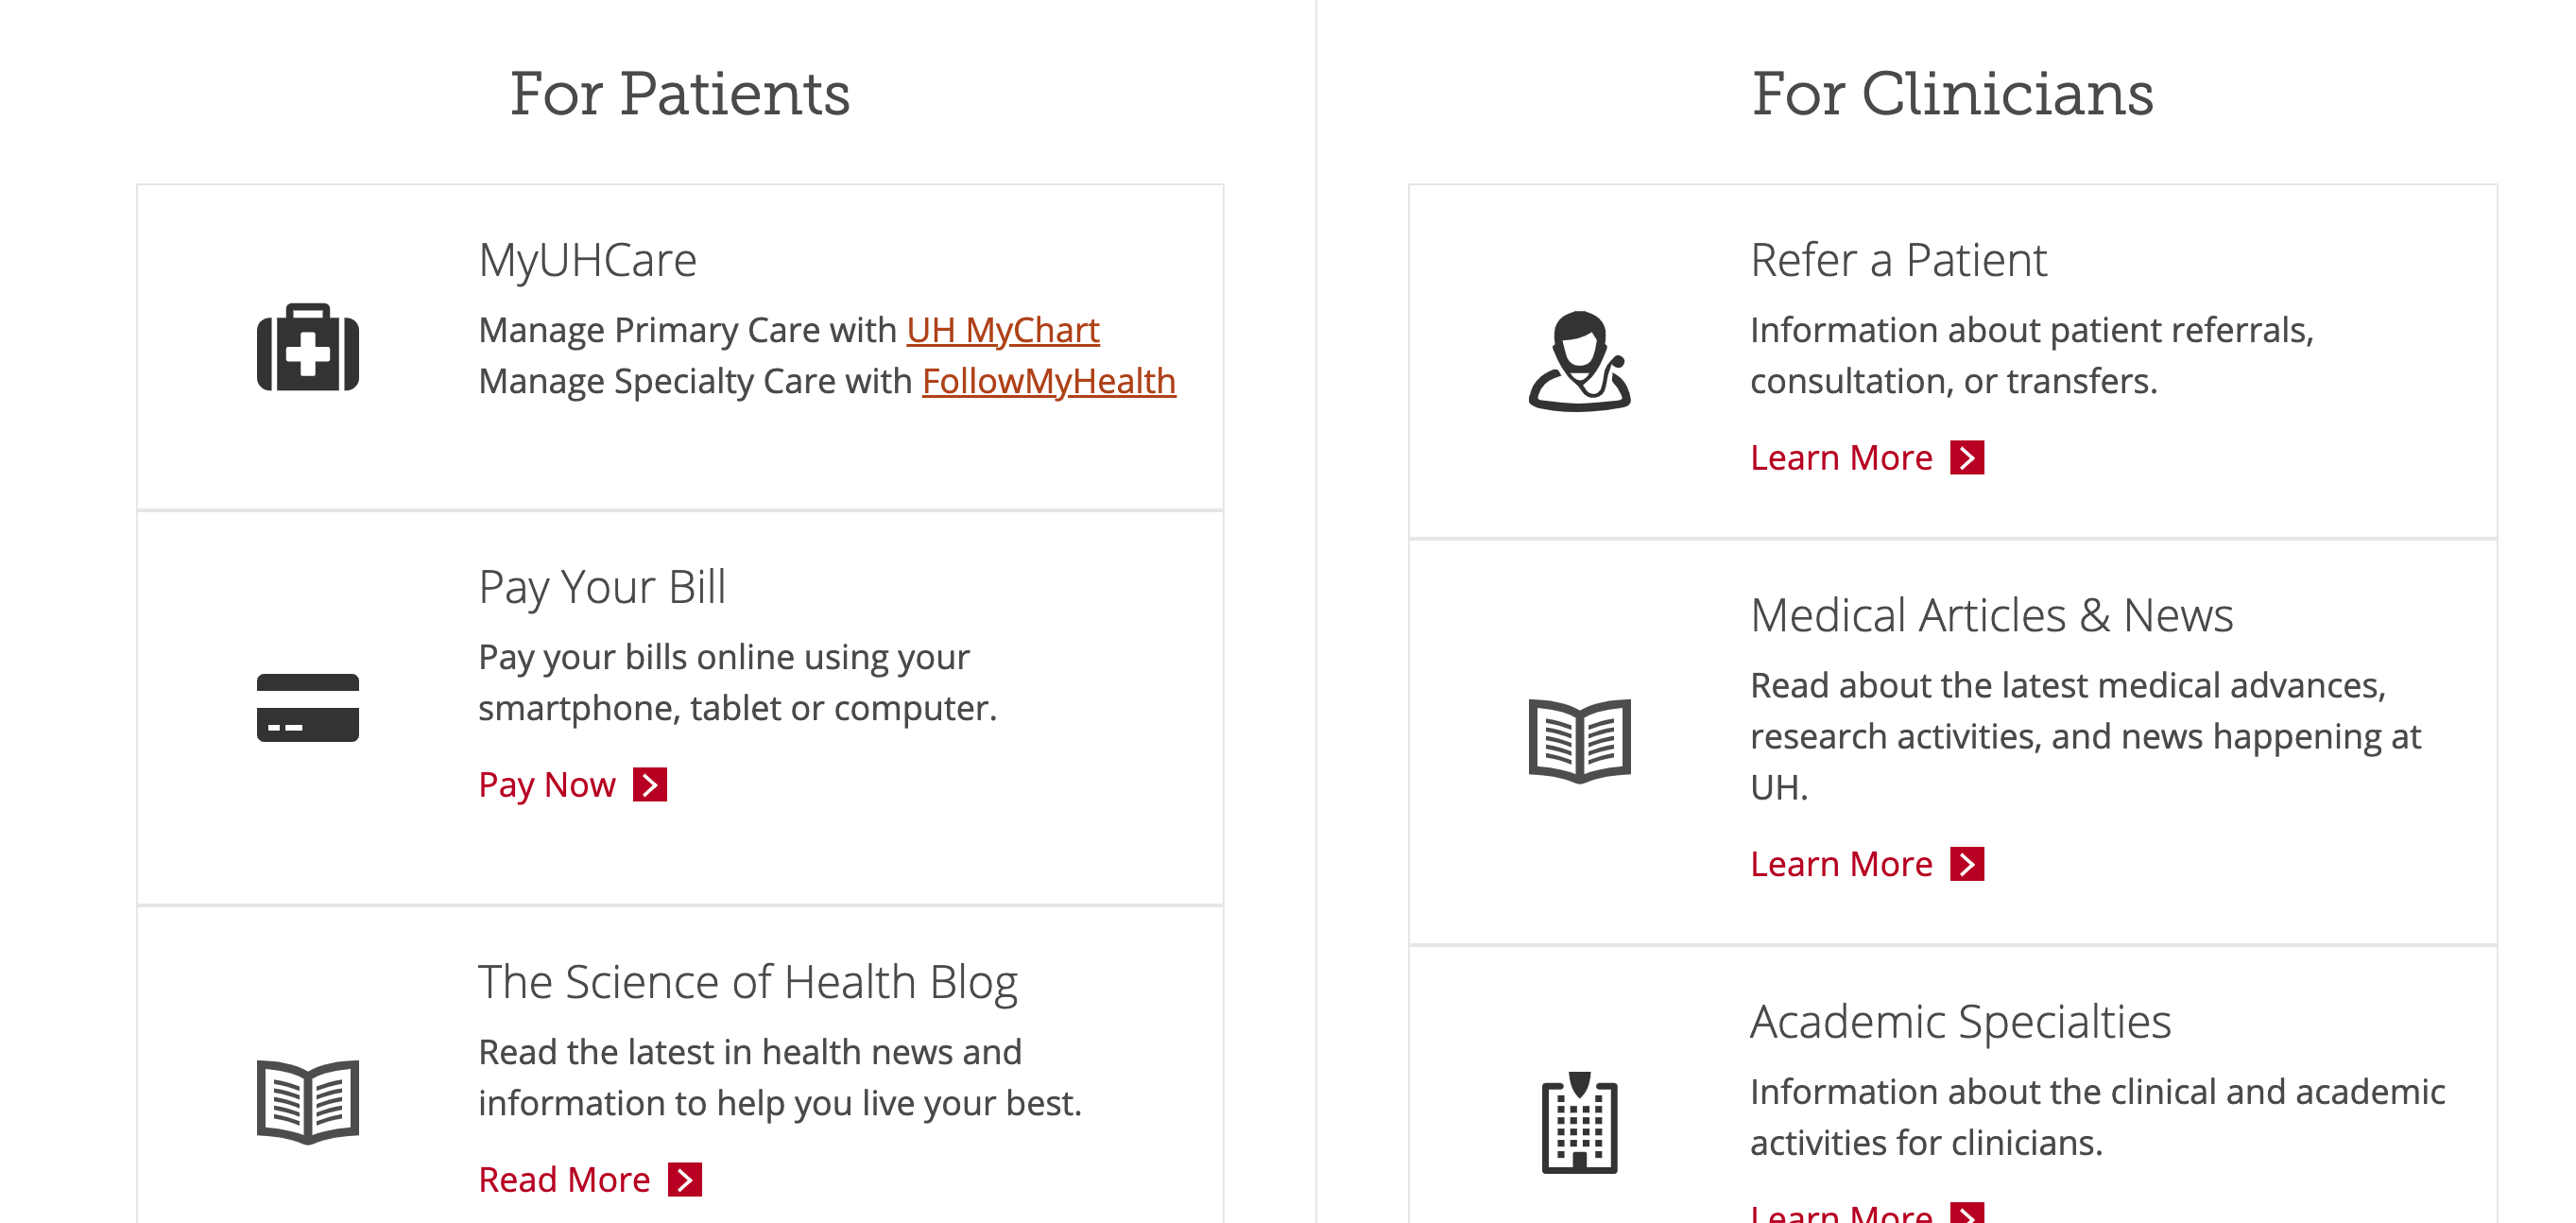 For Patients
MyUHCare
Manage Primary Care with UH MyChart
Manage Specialty Care with FollowMyHealth
Pay Your Bill
Pay your bills online using your
smartphone, tablet or computer.
Pay Now
The Science of Health Blog
Read the latest in health news and
information to help you live your best.
Read More
For Clinicians
Refer a Patient
Information about patient referrals,
consultation, or transfers.
Learn More
Medical Articles & News
Read about the latest medical advances,
research activities, and news happening at
UH.
Learn More
Academic Specialties
Information about the clinical and academic
activities for clinicians.
Learn More